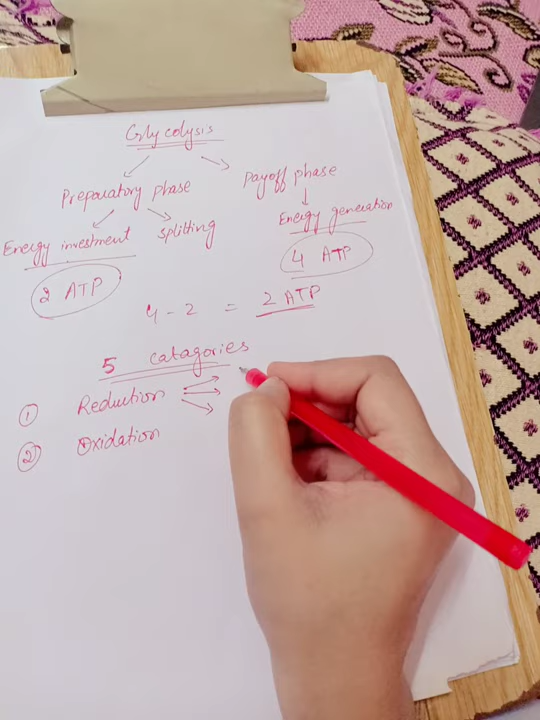 Glycolysis
Preparatory phase
Payoff phase
Energy investment
splitting
Energy generation
2 ATP
4 ATP
4 - 2 = 2 ATP
5 catagories
① Reduction
② Oxidation